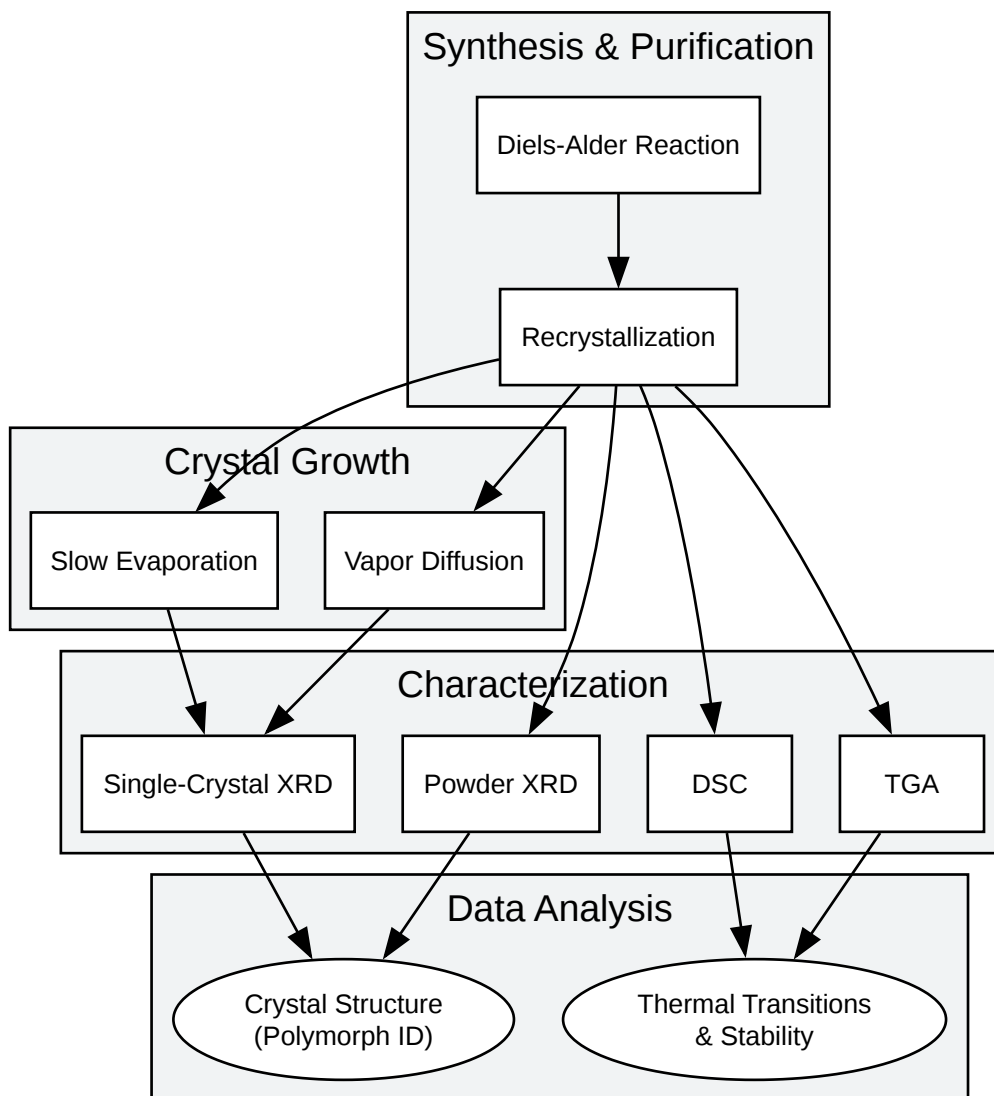 Synthesis & Purification
Diels-Alder Reaction
Recrystallization
Crystal Growth
Slow Evaporation
Vapor Diffusion
Characterization
Single-Crystal XRD
Powder XRD
DSC
TGA
Data Analysis
Crystal Structure
(Polymorph ID)
Thermal Transitions
& Stability